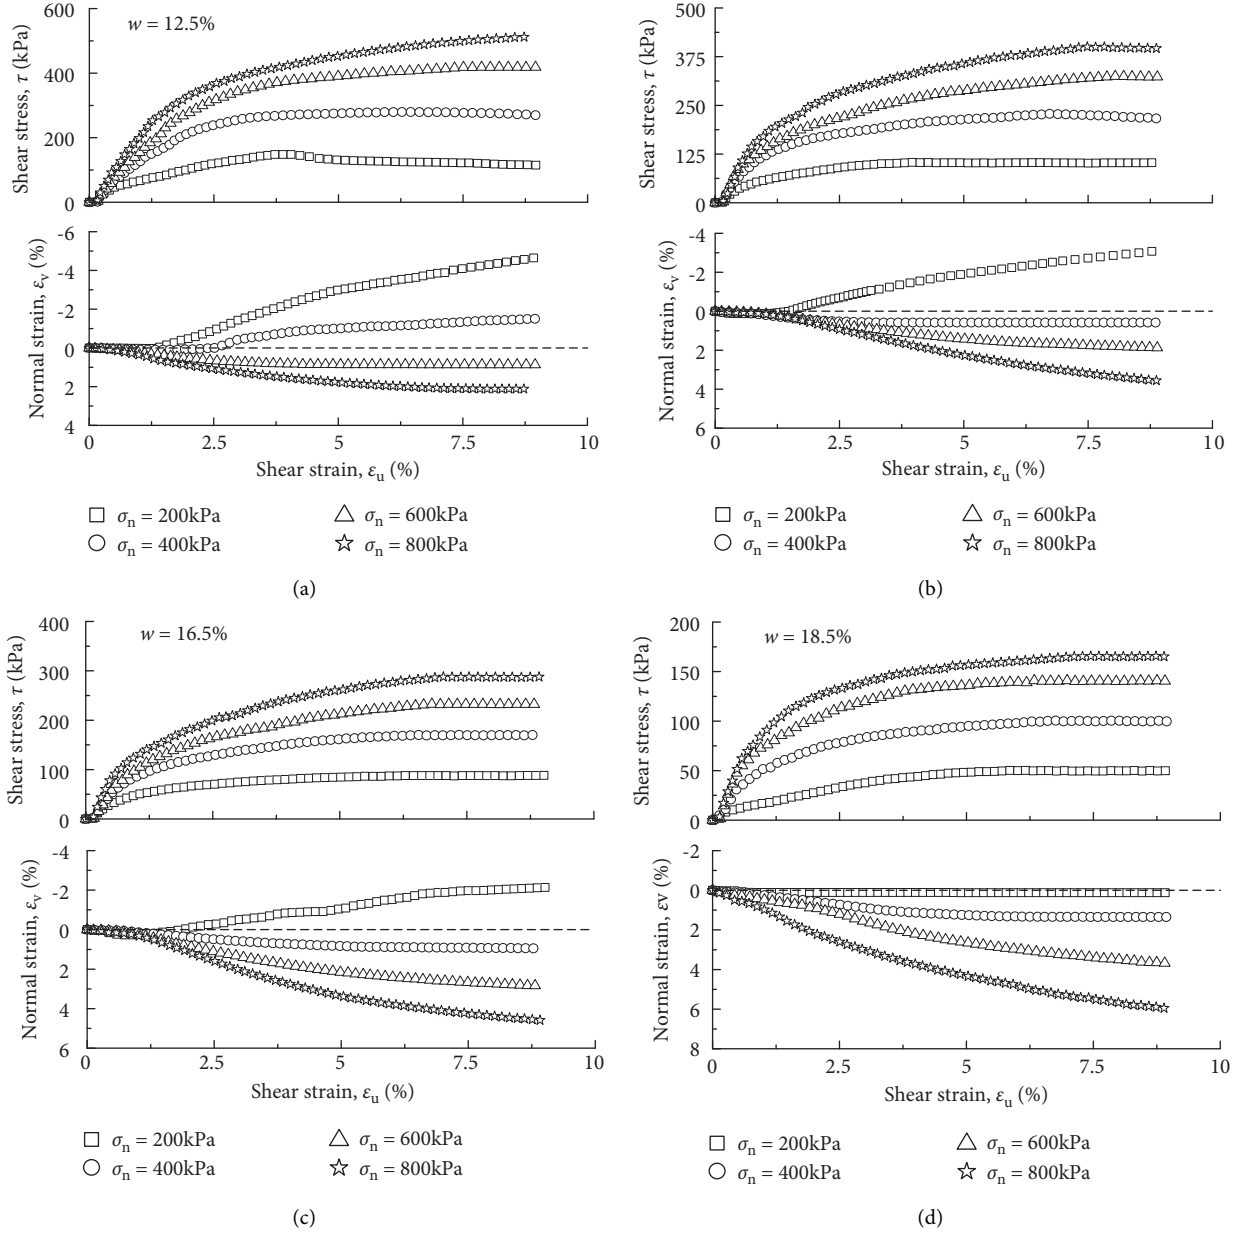 600
400
200
0
Shear stress, τ (kPa)
w = 12.5%
-6
-4
-2
0
2
4
Normal strain, εv (%)
0 2.5 5 7.5 10
Shear strain, εu (%)
σn = 200kPa σn = 600kPa
σn = 400kPa σn = 800kPa
(a)
500
375
250
125
0
Shear stress, τ (kPa)
-4
-2
0
2
4
6
Normal strain, εv (%)
0 2.5 5 7.5 10
Shear strain, εu (%)
σn = 200kPa σn = 600kPa
σn = 400kPa σn = 800kPa
(b)
400
300
200
100
0
Shear stress, τ (kPa)
w = 16.5%
-4
-2
0
2
4
6
Normal strain, εv (%)
0 2.5 5 7.5 10
Shear strain, εu (%)
σn = 200kPa σn = 600kPa
σn = 400kPa σn = 800kPa
(c)
200
150
100
50
0
Shear stress, τ (kPa)
w = 18.5%
-2
0
2
4
6
8
Normal strain, εv (%)
0 2.5 5 7.5 10
Shear strain, εu (%)
σn = 200kPa σn = 600kPa
σn = 400kPa σn = 800kPa
(d)